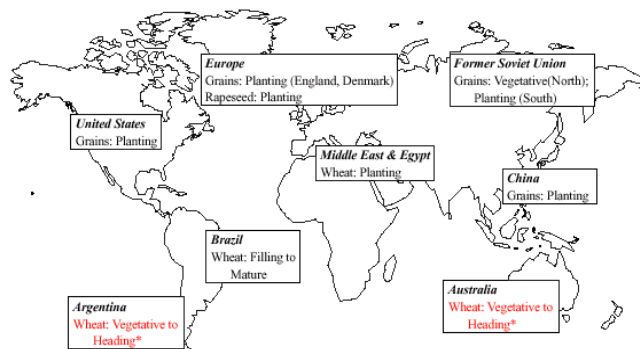 Europe
Grains: Planting (England, Denmark)
Rapeseed: Planting
Former Soviet Union
Grains: Vegetative(North);
Planting (South)
United States
Grains: Planting
Middle East & Egypt
Wheat: Planting
China
Grains: Planting
Brazil
Wheat: Filling to
Mature
Argentina
Wheat: Vegetative to
Heading*
Australia
Wheat: Vegetative to
Heading*